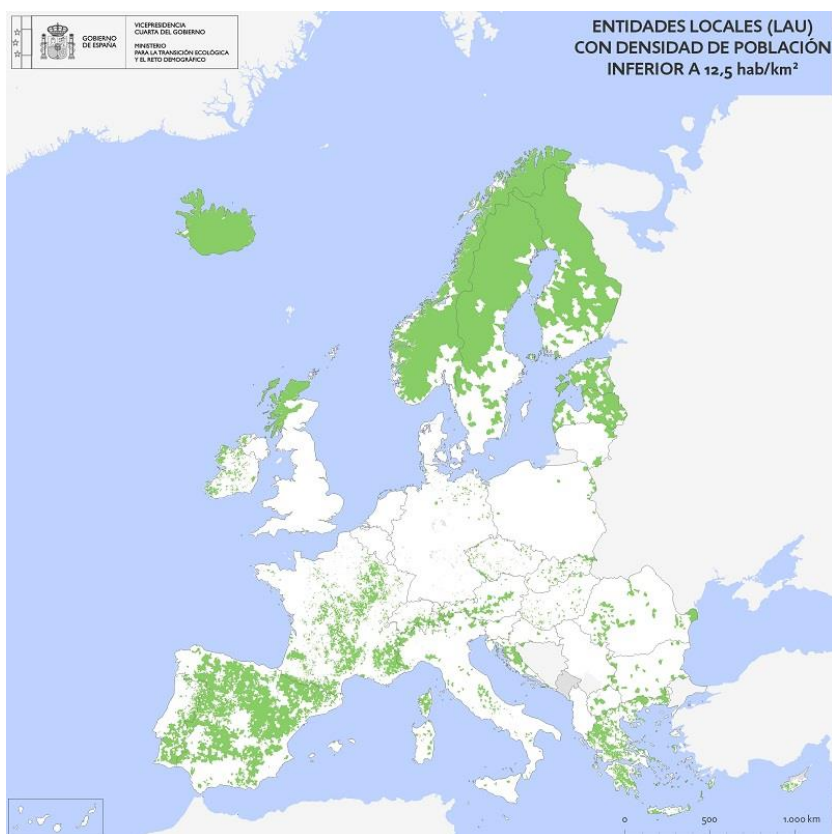 GOBIERNO
DE ESPAÑA
VICEPRESIDENCIA
CUARTA DEL GOBIERNO
MINISTERIO
PARA LA TRANSICIÓN ECOLÓGICA
Y EL RETO DEMOGRÁFICO
ENTIDADES LOCALES (LAU)
CON DENSIDAD DE POBLACIÓN
INFERIOR A 12,5 hab/km²
0 500 1.000 km